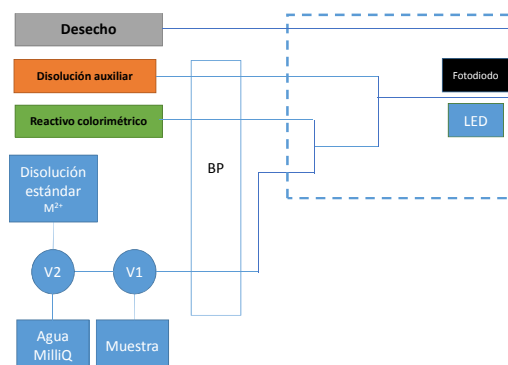 Desecho
Disolución auxiliar
Fotodiodo
Reactivo colorimétrico
LED
BP
Disolución
estándar
M²⁺
V2
V1
Agua
MilliQ
Muestra